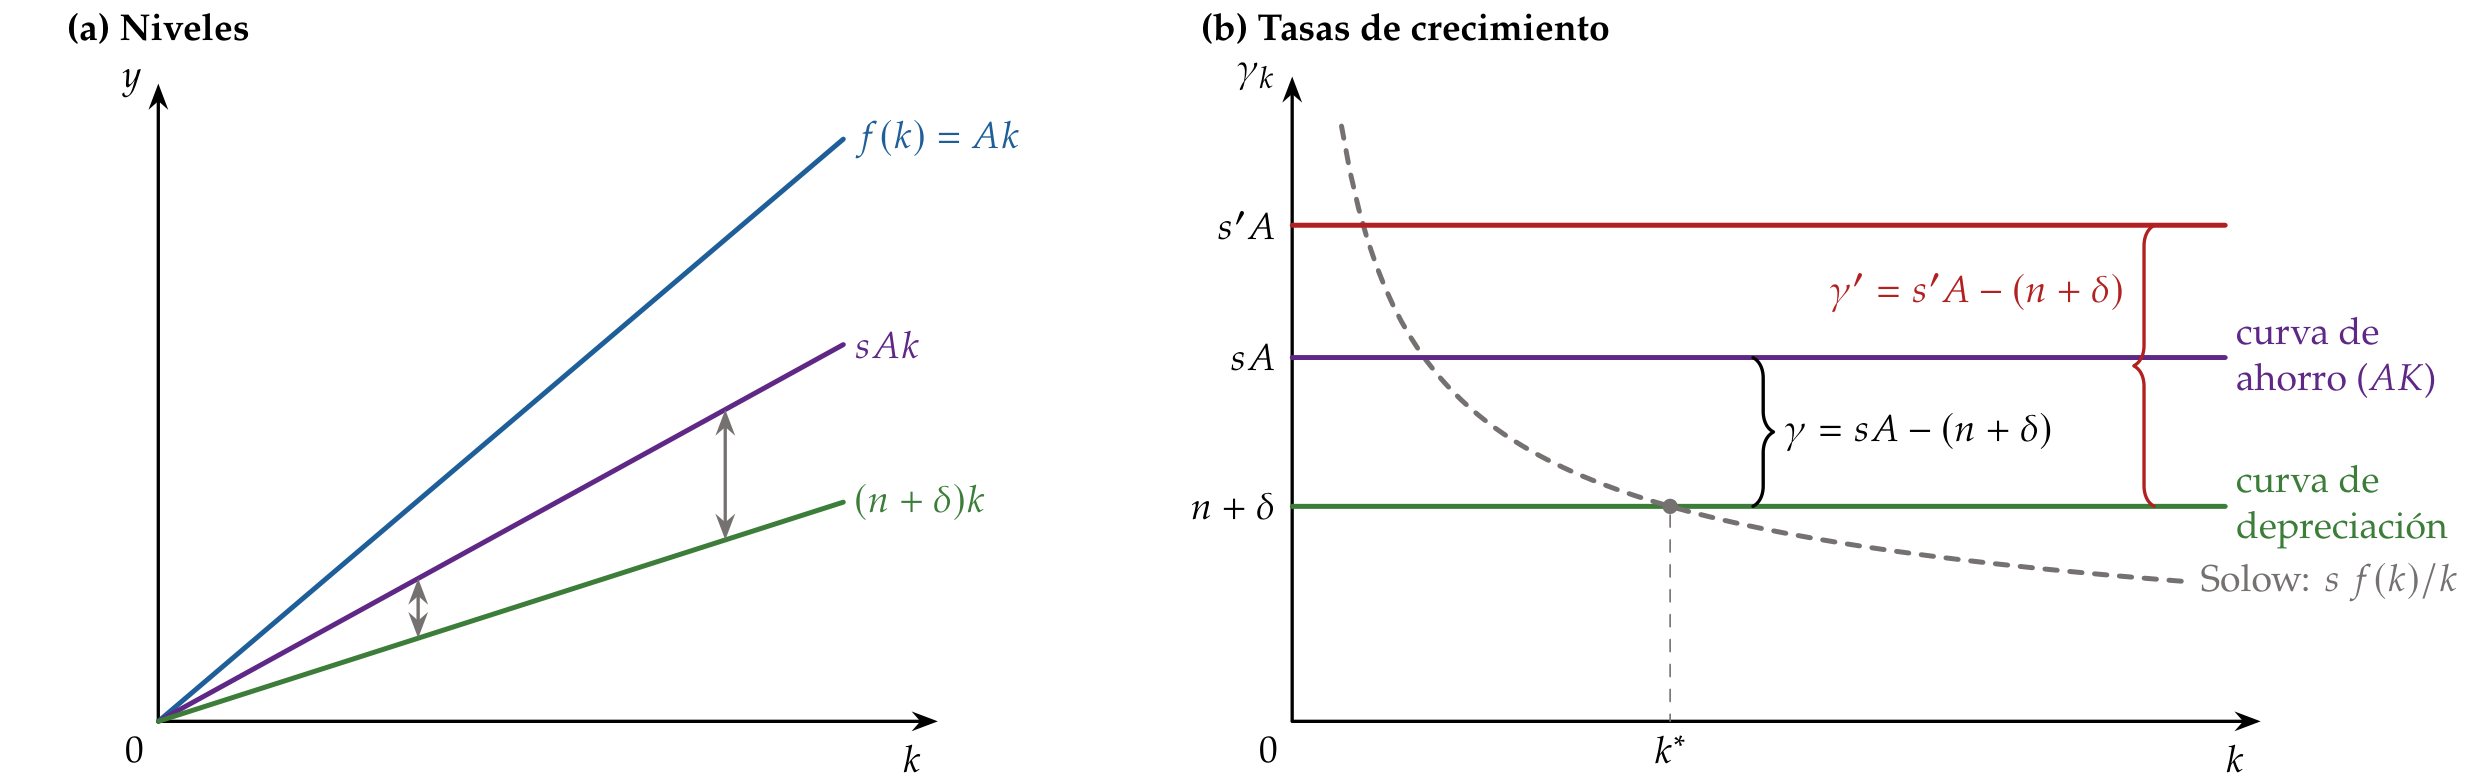 (a) Niveles
y
f(k) = Ak
sAk
(n + δ)k
0
k
(b) Tasas de crecimiento
γk
s′A
γ′ = s′A − (n + δ)
curva de
ahorro (AK)
sA
γ = sA − (n + δ)
curva de
depreciación
n + δ
Solow: s f(k)/k
0
k*
k